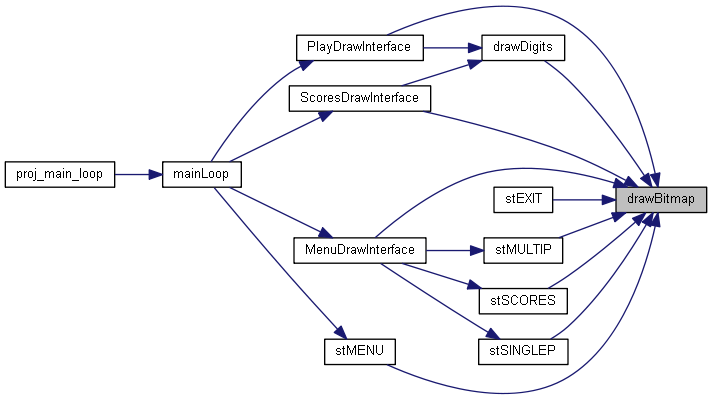 PlayDrawInterface
drawDigits
ScoresDrawInterface
proj_main_loop
mainLoop
stEXIT
drawBitmap
MenuDrawInterface
stMULTIP
stSCORES
stMENU
stSINGLEP